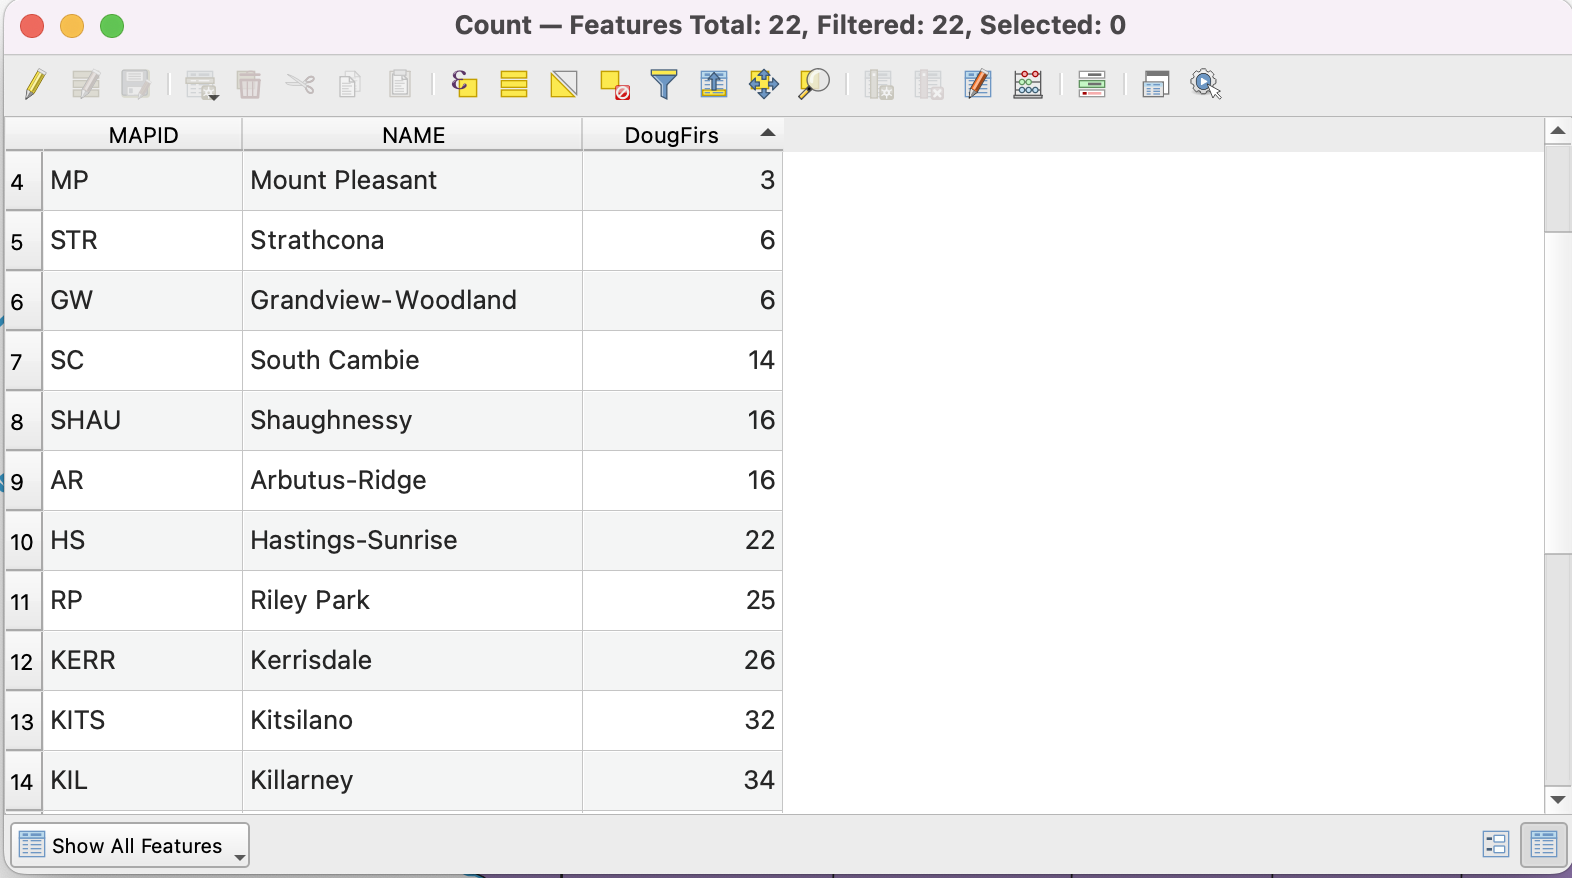 Count — Features Total: 22, Filtered: 22, Selected: 0
MAPID NAME DougFirs
4 MP Mount Pleasant 3
5 STR Strathcona 6
6 GW Grandview-Woodland 6
7 SC South Cambie 14
8 SHAU Shaughnessy 16
9 AR Arbutus-Ridge 16
10 HS Hastings-Sunrise 22
11 RP Riley Park 25
12 KERR Kerrisdale 26
13 KITS Kitsilano 32
14 KIL Killarney 34
Show All Features